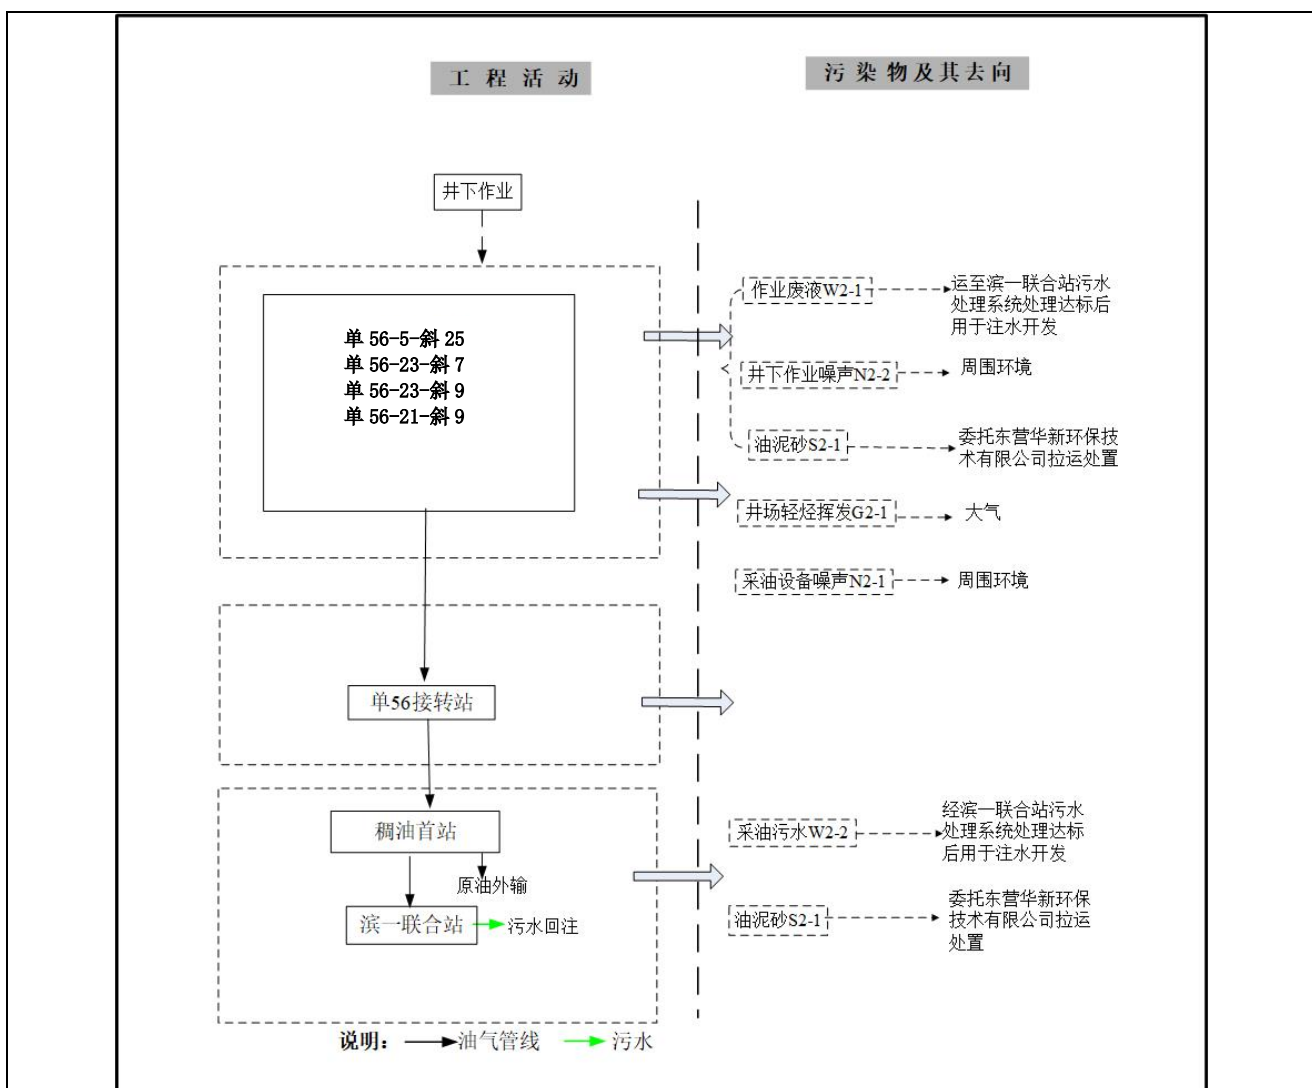 工程活动
污染物及其去向
井下作业
单 56-5-斜 25
单 56-23-斜 7
单 56-23-斜 9
单 56-21-斜 9
作业废液W2-1
运至滨一联合站污水
处理系统处理达标后
用于注水开发
井下作业噪声N2-2
周围环境
油泥砂S2-1
委托东营华新环保技
术有限公司拉运处置
井场轻烃挥发G2-1
大气
采油设备噪声N2-1
周围环境
单56接转站
稠油首站
原油外输
滨一联合站
污水回注
采油污水W2-2
经滨一联合站污水
处理系统处理达标
后用于注水开发
油泥砂S2-1
委托东营华新环保
技术有限公司拉运
处置
说明：
油气管线
污水